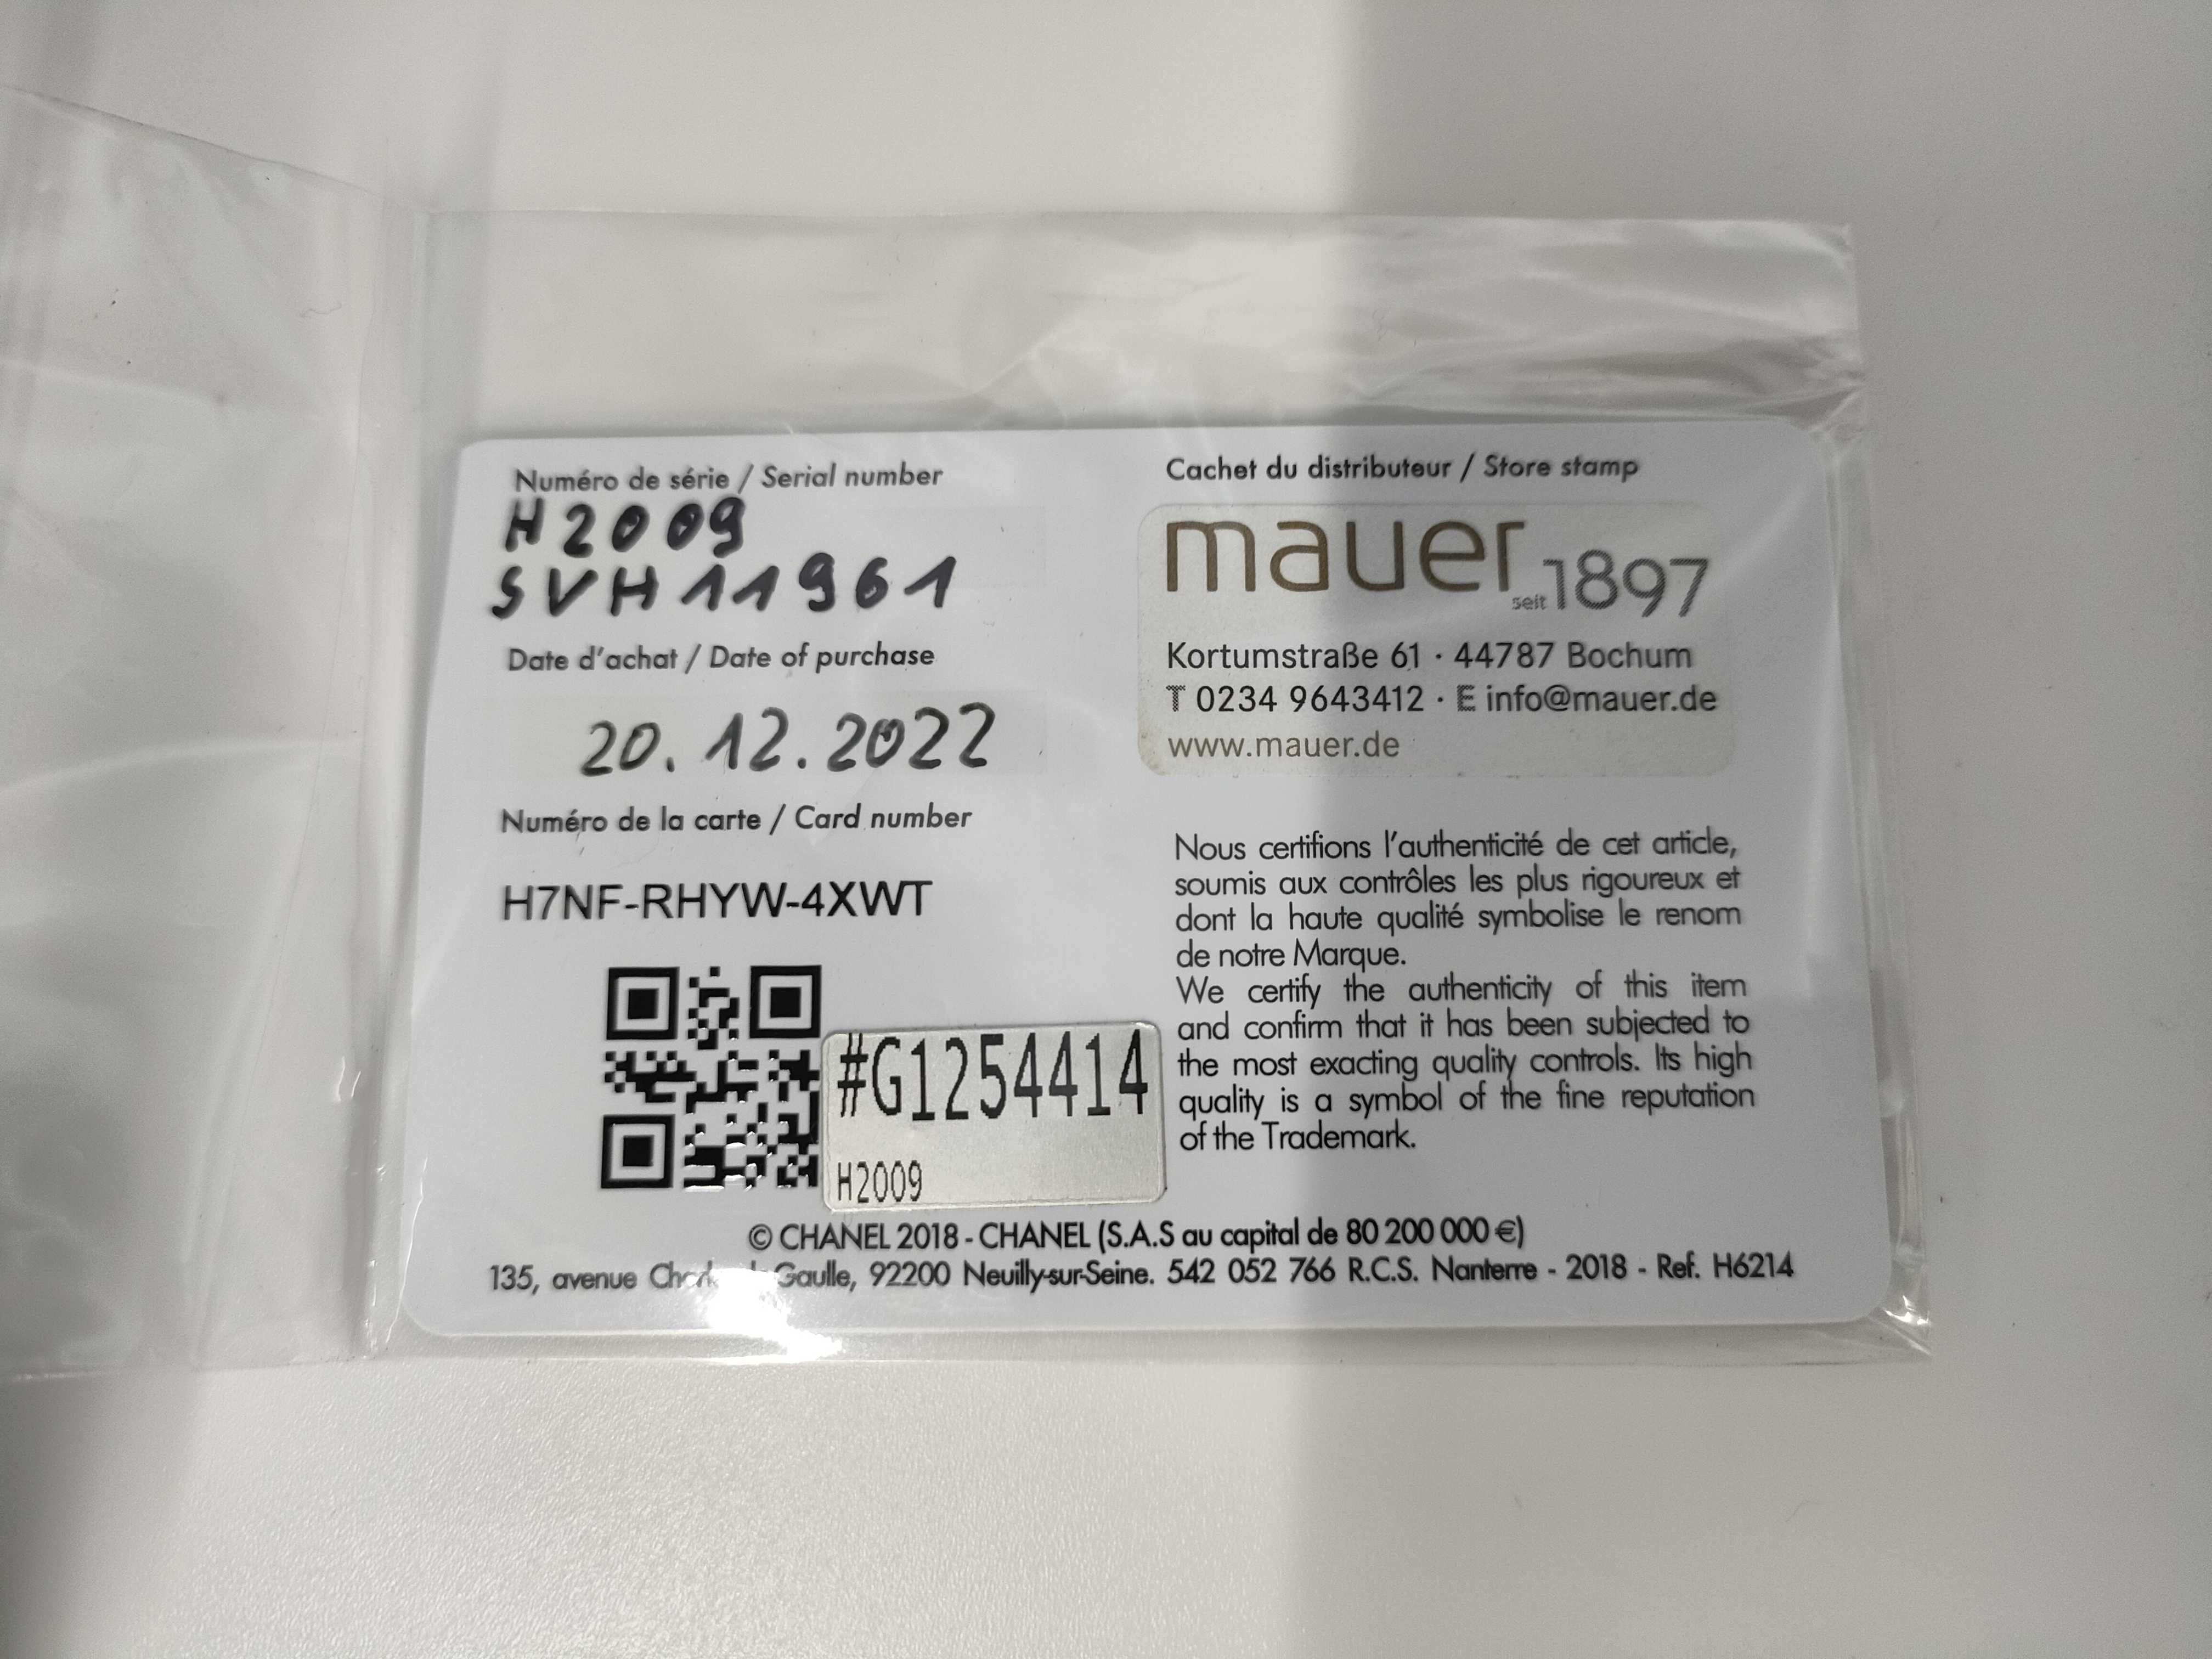 Numéro de série / Serial number
H2009
SVH11961
Date d'achat / Date of purchase
20.12.2022
Numéro de la carte / Card number
H7NF-RHYW-4XWT
Cachet du distributeur / Store stamp
mauer
seit 1897
Kortumstraße 61 · 44787 Bochum
T 0234 9643412 · E info@mauer.de
www.mauer.de
Nous certifions l'authenticité de cet article,
soumis aux contrôles les plus rigoureux et
dont la haute qualité symbolise le renom
de notre Marque.
We certify the authenticity of this item
and confirm that it has been subjected to
the most exacting quality controls. Its high
quality is a symbol of the fine reputation
of the Trademark.
#G1254414
H2009
© CHANEL 2018 - CHANEL (S.A.S au capital de 80 200 000 €)
135, avenue Gaulle, 92200 Neuilly-sur-Seine. 542 052 766 R.C.S. Nanterre - 2018 - Ref. H6214